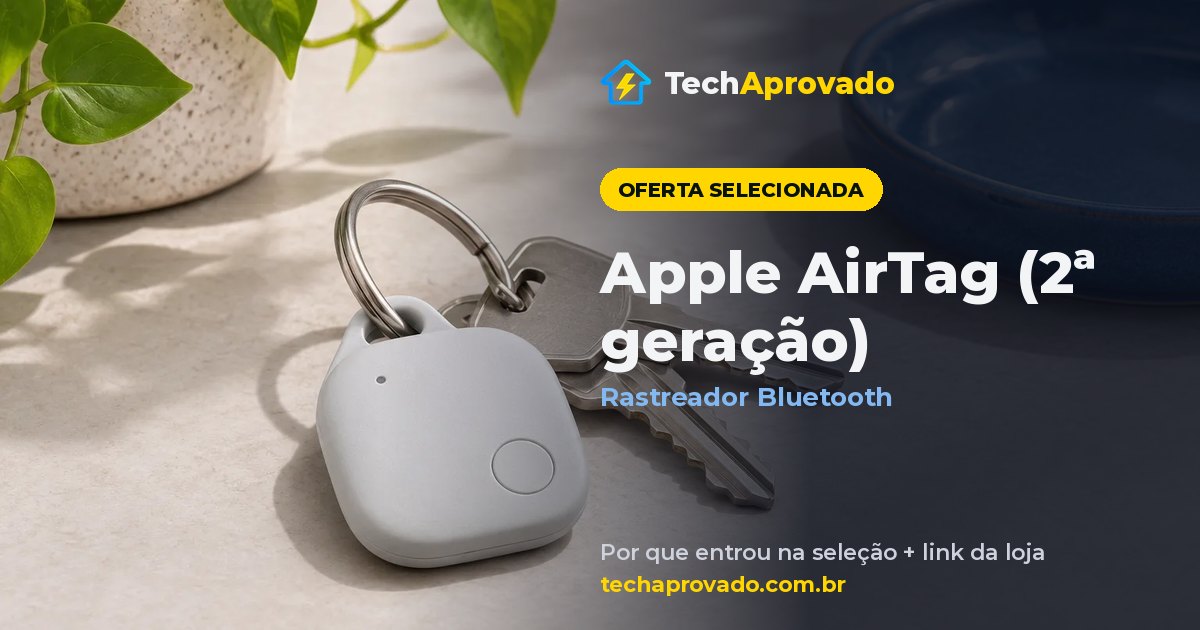 TechAprovado
OFERTA SELECIONADA
Apple AirTag (2ª
geração)
Rastreador Bluetooth
Por que entrou na seleção + link da loja
techaprovado.com.br